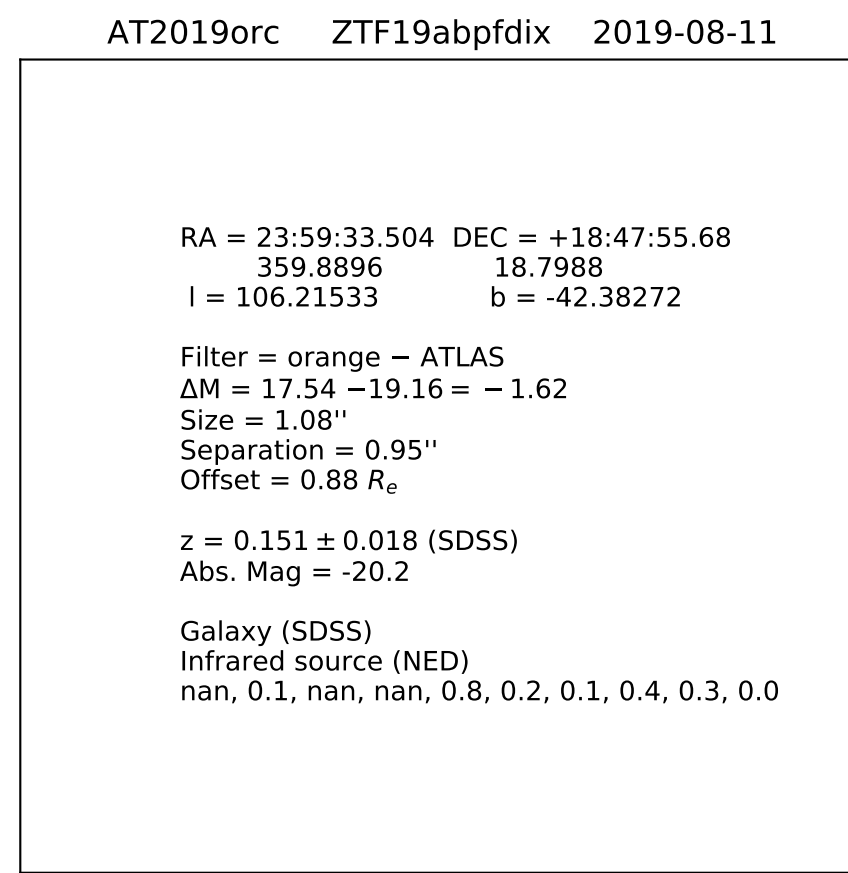 AT2019orc ZTF19abpfdix 2019-08-11
RA = 23:59:33.504 DEC = +18:47:55.68
359.8896 18.7988
l = 106.21533 b = -42.38272
Filter = orange − ATLAS
ΔM = 17.54 −19.16 = − 1.62
Size = 1.08''
Separation = 0.95''
Offset = 0.88 Rₑ
z = 0.151 ± 0.018 (SDSS)
Abs. Mag = -20.2
Galaxy (SDSS)
Infrared source (NED)
nan, 0.1, nan, nan, 0.8, 0.2, 0.1, 0.4, 0.3, 0.0